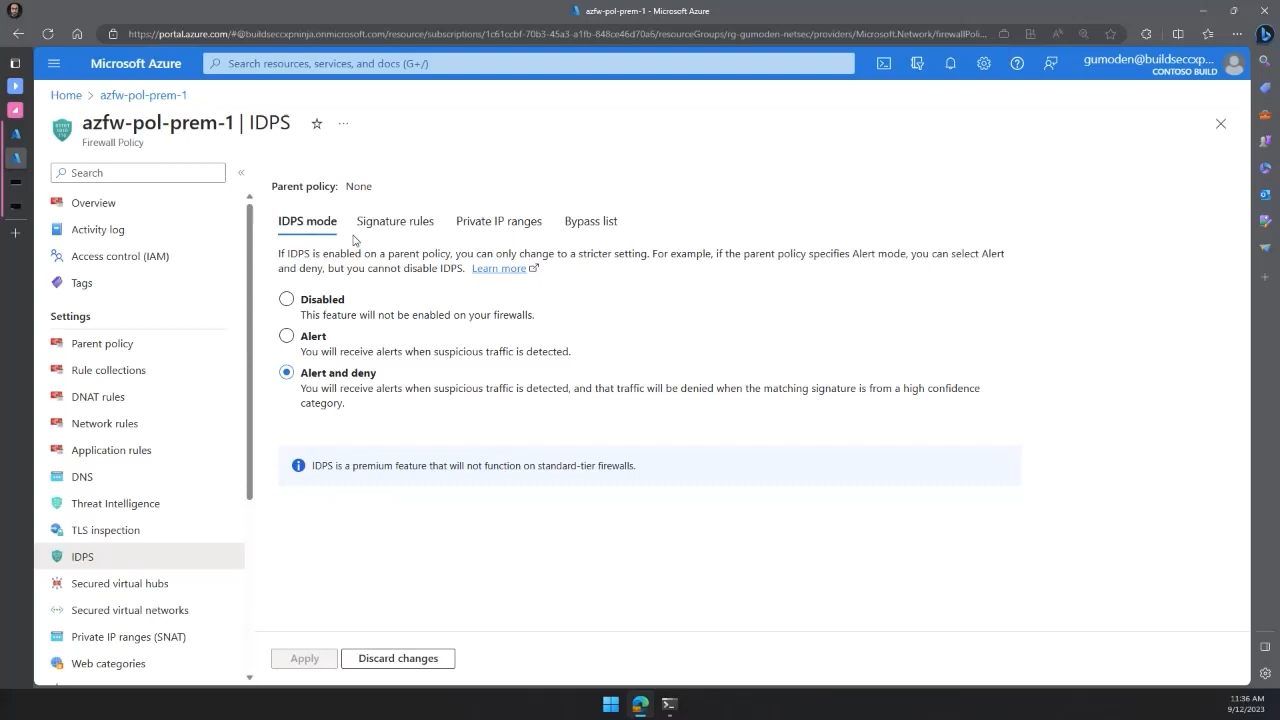 azfw-pol-prem-1 - Microsoft Azure
https://portal.azure.com/#@buildseccxpninja.onmicrosoft.com/resource/subscriptions/1c61ccbf-70b3-45a3-a1fb-848ce46d70a6/resourceGroups/rg-gumoden-netsec/providers/Microsoft.Network/firewallPoli...
Microsoft Azure
Search resources, services, and docs (G+/)
gumoden@buildseccxp...
CONTOSO BUILD
Home > azfw-pol-prem-1
azfw-pol-prem-1 | IDPS
Firewall Policy
Search
Overview
Activity log
Access control (IAM)
Tags
Settings
Parent policy
Rule collections
DNAT rules
Network rules
Application rules
DNS
Threat Intelligence
TLS inspection
IDPS
Secured virtual hubs
Secured virtual networks
Private IP ranges (SNAT)
Web categories
Parent policy: None
IDPS mode Signature rules Private IP ranges Bypass list
If IDPS is enabled on a parent policy, you can only change to a stricter setting. For example, if the parent policy specifies Alert mode, you can select Alert
and deny, but you cannot disable IDPS. Learn more
Disabled
This feature will not be enabled on your firewalls.
Alert
You will receive alerts when suspicious traffic is detected.
Alert and deny
You will receive alerts when suspicious traffic is detected, and that traffic will be denied when the matching signature is from a high confidence
category.
IDPS is a premium feature that will not function on standard-tier firewalls.
Apply Discard changes
11:36 AM
9/12/2023